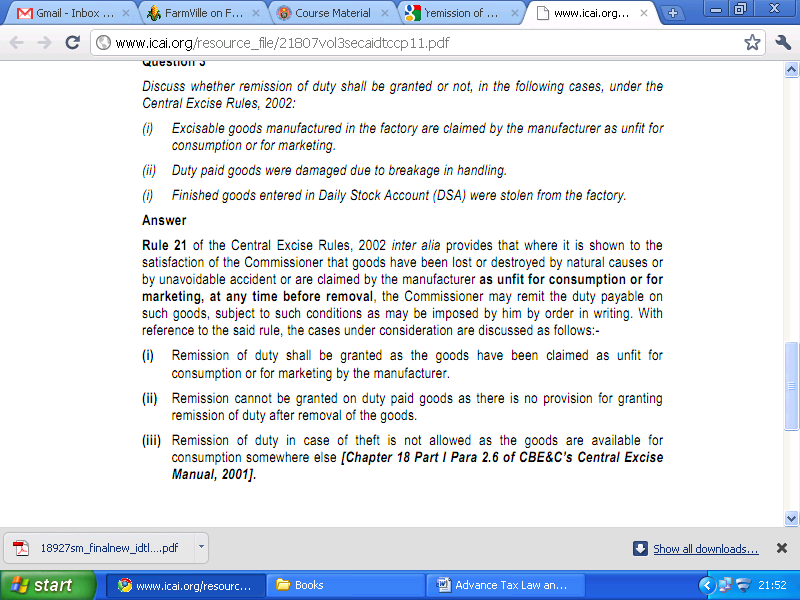 Gmail - Inbox ...
FarmVille on F...
Course Material
'remission of ...
www.icai.org...
www.icai.org/resource_file/21807vol3secaidtccp11.pdf
Question 3
Discuss whether remission of duty shall be granted or not, in the following cases, under the
Central Excise Rules, 2002:
(i) Excisable goods manufactured in the factory are claimed by the manufacturer as unfit for
consumption or for marketing.
(ii) Duty paid goods were damaged due to breakage in handling.
(i) Finished goods entered in Daily Stock Account (DSA) were stolen from the factory.
Answer
Rule 21 of the Central Excise Rules, 2002 inter alia provides that where it is shown to the
satisfaction of the Commissioner that goods have been lost or destroyed by natural causes or
by unavoidable accident or are claimed by the manufacturer as unfit for consumption or for
marketing, at any time before removal, the Commissioner may remit the duty payable on
such goods, subject to such conditions as may be imposed by him by order in writing. With
reference to the said rule, the cases under consideration are discussed as follows:-
(i) Remission of duty shall be granted as the goods have been claimed as unfit for
consumption or for marketing by the manufacturer.
(ii) Remission cannot be granted on duty paid goods as there is no provision for granting
remission of duty after removal of the goods.
(iii) Remission of duty in case of theft is not allowed as the goods are available for
consumption somewhere else [Chapter 18 Part I Para 2.6 of CBE&C's Central Excise
Manual, 2001].
18927sm_finalnew_idtl....pdf
Show all downloads...
start
www.icai.org/resourc...
Books
Advance Tax Law an...
21:52